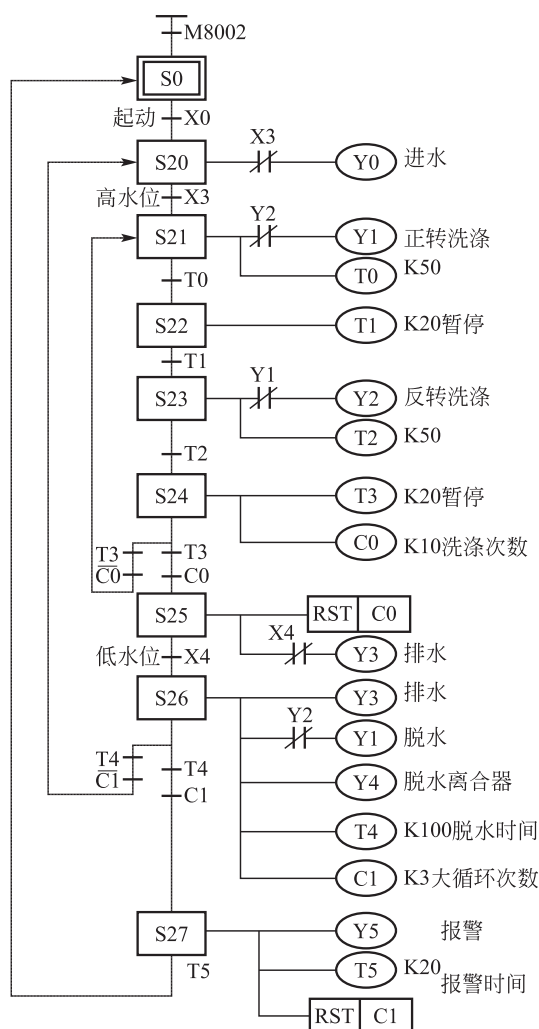 M8002
S0
起动 X0
S20 X3 Y0 进水
高水位 X3
S21 Y2 Y1 正转洗涤
T0 K50
T0
S22 T1 K20暂停
T1
S23 Y1 Y2 反转洗涤
T2 K50
T2
S24 T3 K20暂停
C0 K10洗涤次数
T3 T3
C0 C0
S25 RST C0
X4 Y3 排水
低水位 X4
S26 Y3 排水
Y2 Y1 脱水
T4 T4
C1 C1
Y4 脱水离合器
T4 K100脱水时间
C1 K3大循环次数
S27 Y5 报警
T5 T5 K20
报警时间
RST C1